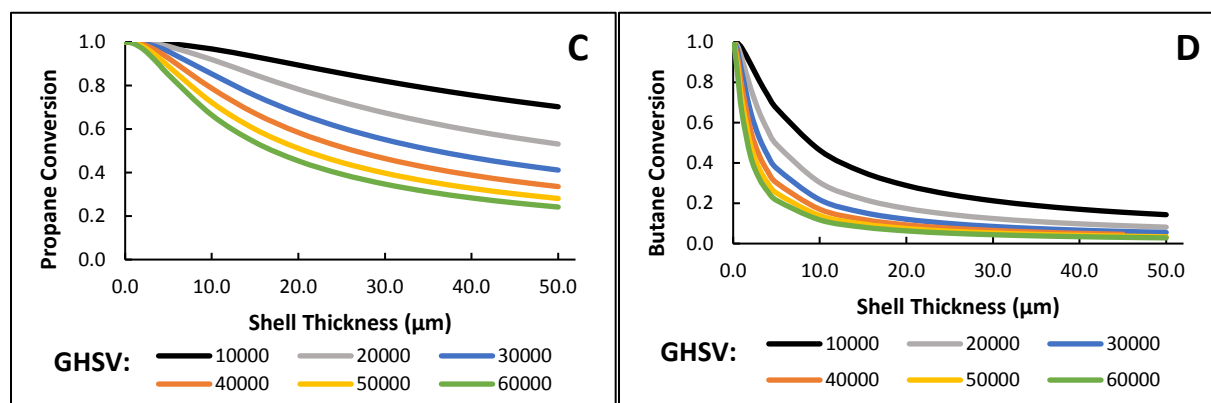 C
Propane Conversion
1.0
0.8
0.6
0.4
0.2
0.0
0.0 10.0 20.0 30.0 40.0 50.0
Shell Thickness (µm)
GHSV: 10000 20000 30000
40000 50000 60000
D
Butane Conversion
1.0
0.8
0.6
0.4
0.2
0.0
0.0 10.0 20.0 30.0 40.0 50.0
Shell Thickness (µm)
GHSV: 10000 20000 30000
40000 50000 60000